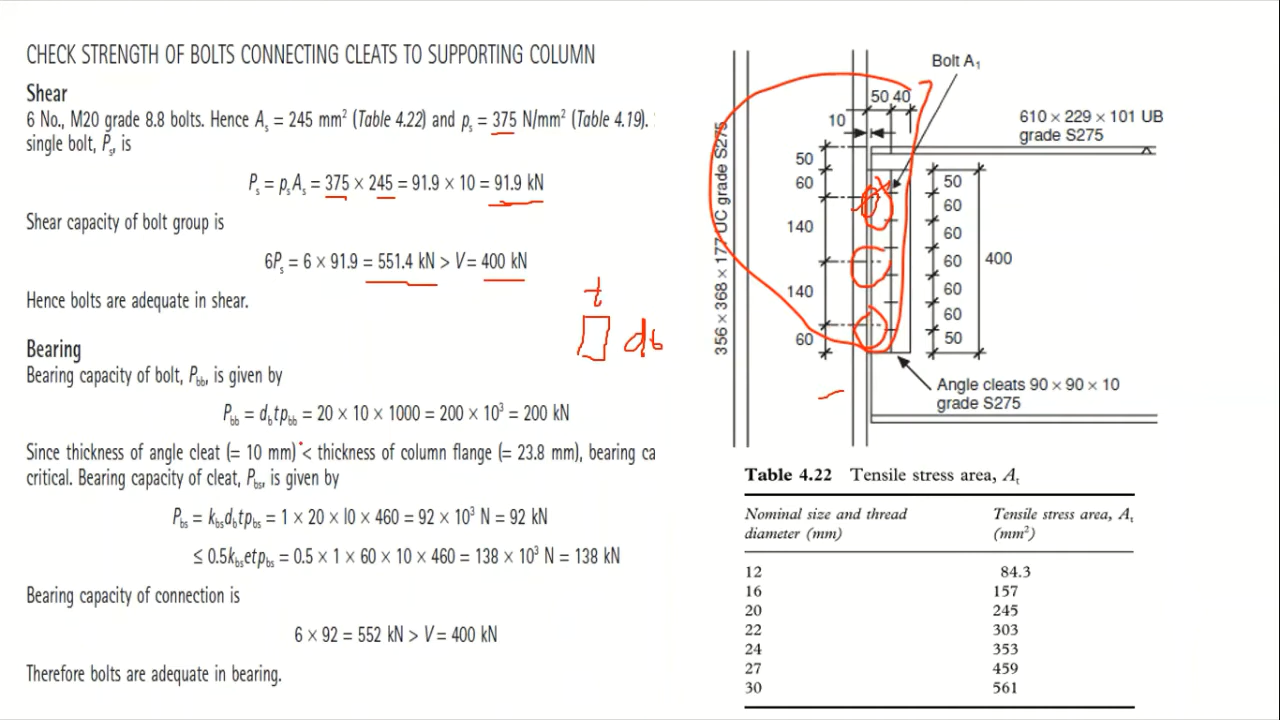 CHECK STRENGTH OF BOLTS CONNECTING CLEATS TO SUPPORTING COLUMN
Shear
6 No., M20 grade 8.8 bolts. Hence Aₛ = 245 mm² (Table 4.22) and pₛ = 375 N/mm² (Table 4.19).
single bolt, Pₛ, is
Pₛ = pₛAₛ = 375 × 245 = 91.9 × 10 = 91.9 kN
Shear capacity of bolt group is
6Pₛ = 6 × 91.9 = 551.4 kN > V = 400 kN
Hence bolts are adequate in shear.
t
db
Bearing
Bearing capacity of bolt, P_bb, is given by
P_bb = d_b tp_bb = 20 × 10 × 1000 = 200 × 10³ = 200 kN
Since thickness of angle cleat (= 10 mm) < thickness of column flange (= 23.8 mm), bearing ca
critical. Bearing capacity of cleat, P_bs, is given by
P_bs = k_bs d_b tp_bs = 1 × 20 × 10 × 460 = 92 × 10³ N = 92 kN
≤ 0.5k_bs etp_bs = 0.5 × 1 × 60 × 10 × 460 = 138 × 10³ N = 138 kN
Bearing capacity of connection is
6 × 92 = 552 kN > V = 400 kN
Therefore bolts are adequate in bearing.
Bolt A₁
50 40
10
610 × 229 × 101 UB
grade S275
50
60
140
140
60
356 × 368 × 177 UC grade S275
50
60
60
60
60
60
50
400
Angle cleats 90 × 90 × 10
grade S275
Table 4.22 Tensile stress area, Aₜ
Nominal size and thread Tensile stress area, Aₜ
diameter (mm) (mm²)
12 84.3
16 157
20 245
22 303
24 353
27 459
30 561